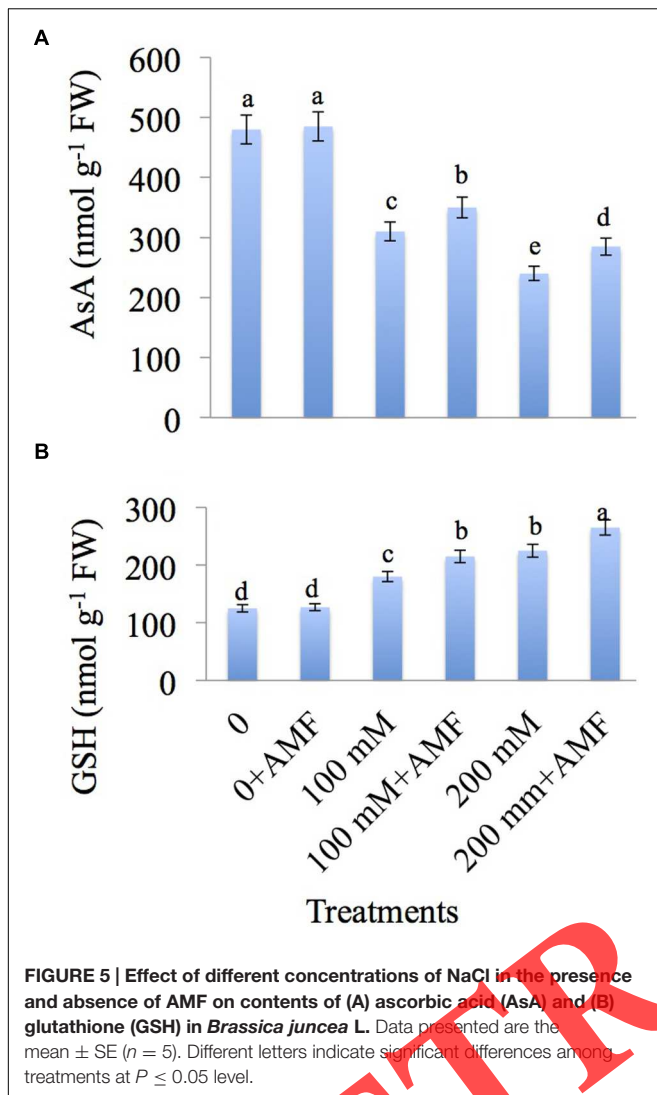 A
600
500
400
300
200
100
0
AsA (nmol g⁻¹ FW)
a
a
c
b
e
d
B
300
200
100
0
GSH (nmol g⁻¹ FW)
d
d
c
b
b
a
0
0+AMF
100 mM
100 mM+AMF
200 mM
200 mm+AMF
Treatments
FIGURE 5 | Effect of different concentrations of NaCl in the presence
and absence of AMF on contents of (A) ascorbic acid (AsA) and (B)
glutathione (GSH) in Brassica juncea L. Data presented are the
mean ± SE (n = 5). Different letters indicate significant differences among
treatments at P ≤ 0.05 level.
TR